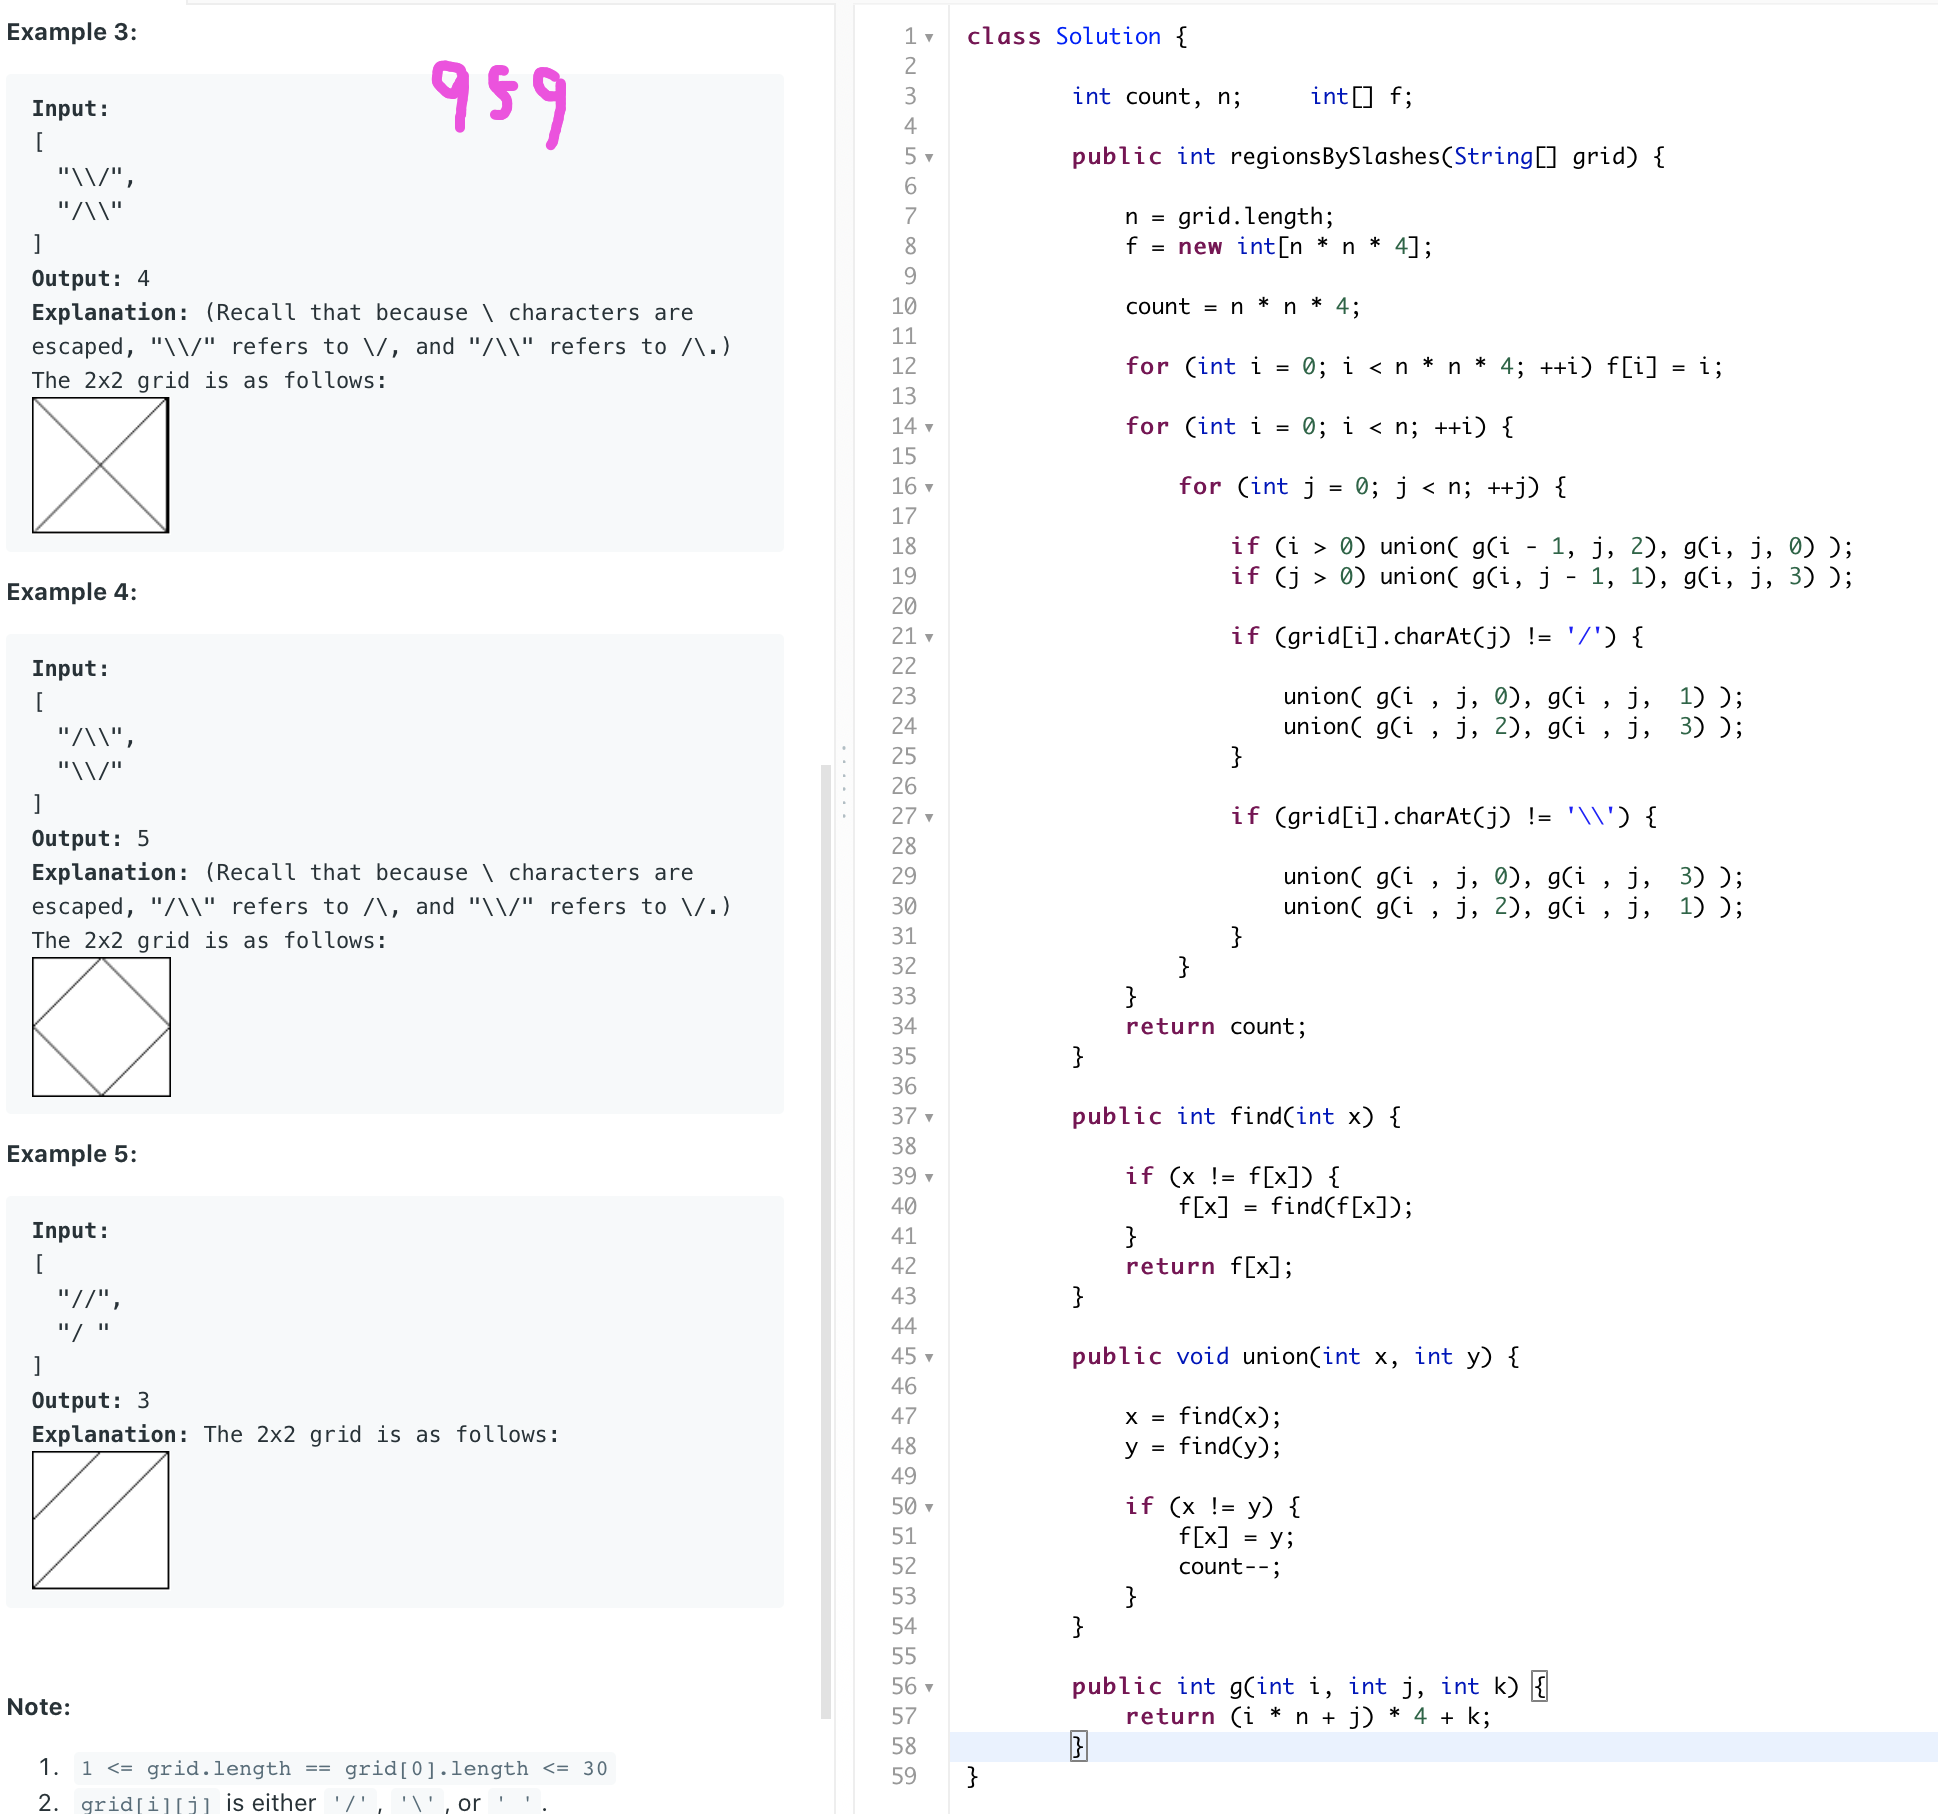 Example 3:
959
Input:
[
  "\\/",
  "/\\"
]
Output: 4
Explanation: (Recall that because \ characters are
escaped, "\\/" refers to \/, and "/\\" refers to /\.)
The 2x2 grid is as follows:
Example 4:
Input:
[
  "/\\",
  "\\/"
]
Output: 5
Explanation: (Recall that because \ characters are
escaped, "/\\" refers to /\, and "\\/" refers to \/.)
The 2x2 grid is as follows:
Example 5:
Input:
[
  "//",
  "/ "
]
Output: 3
Explanation: The 2x2 grid is as follows:
Note:
1. 1 <= grid.length == grid[0].length <= 30
2. grid[i][j] is either '/', '\', or ' '.
1 class Solution {
2
3 int count, n; int[] f;
4
5 public int regionsBySlashes(String[] grid) {
6
7 n = grid.length;
8 f = new int[n * n * 4];
9
10 count = n * n * 4;
11
12 for (int i = 0; i < n * n * 4; ++i) f[i] = i;
13
14 for (int i = 0; i < n; ++i) {
15
16 for (int j = 0; j < n; ++j) {
17
18 if (i > 0) union( g(i - 1, j, 2), g(i, j, 0) );
19 if (j > 0) union( g(i, j - 1, 1), g(i, j, 3) );
20
21 if (grid[i].charAt(j) != '/') {
22
23 union( g(i , j, 0), g(i , j,  1) );
24 union( g(i , j, 2), g(i , j,  3) );
25 }
26
27 if (grid[i].charAt(j) != '\\') {
28
29 union( g(i , j, 0), g(i , j,  3) );
30 union( g(i , j, 2), g(i , j,  1) );
31 }
32 }
33 }
34 return count;
35 }
36
37 public int find(int x) {
38
39 if (x != f[x]) {
40 f[x] = find(f[x]);
41 }
42 return f[x];
43 }
44
45 public void union(int x, int y) {
46
47 x = find(x);
48 y = find(y);
49
50 if (x != y) {
51 f[x] = y;
52 count--;
53 }
54 }
55
56 public int g(int i, int j, int k) {
57 return (i * n + j) * 4 + k;
58 }
59 }